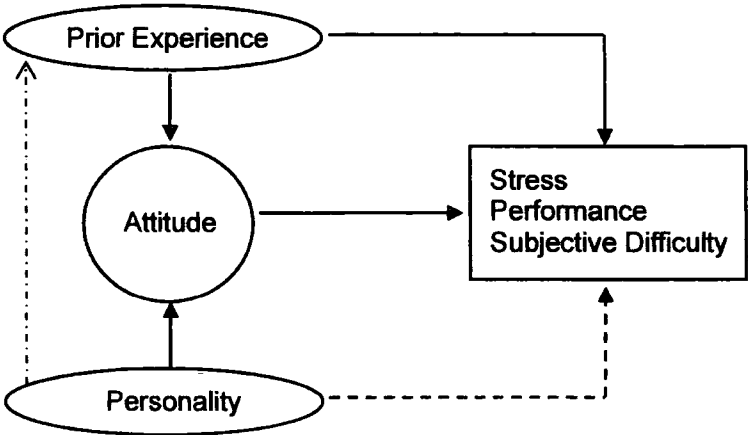 Prior Experience
Attitude
Stress
Performance
Subjective Difficulty
Personality